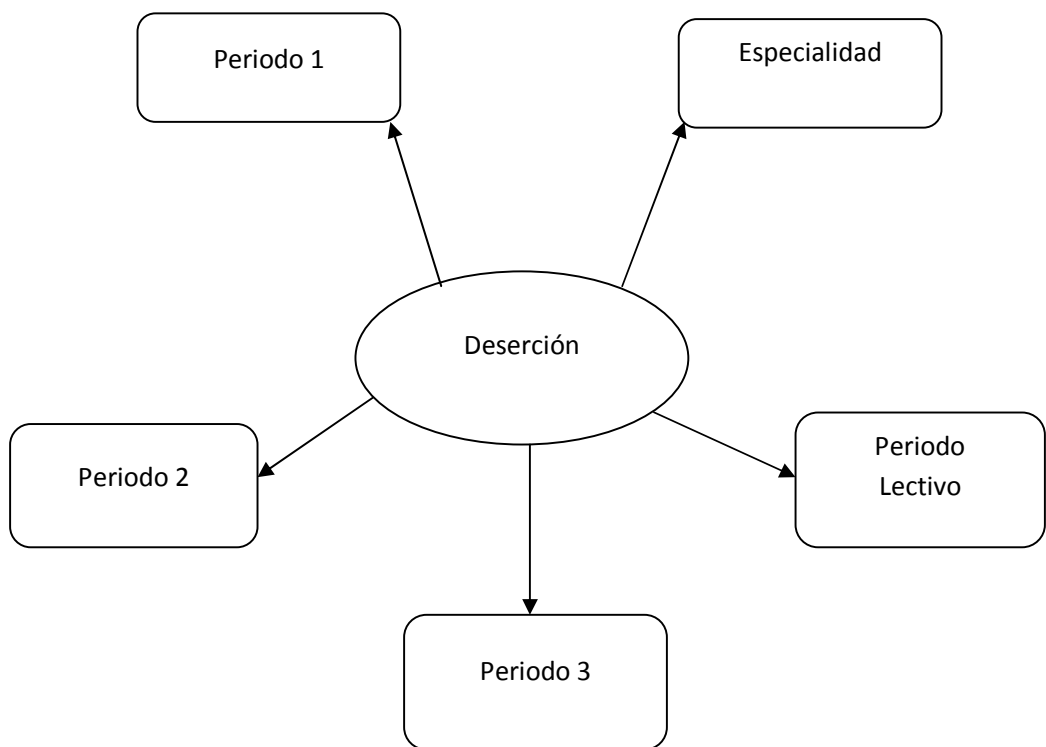 Periodo 1
Especialidad
Deserción
Periodo 2
Periodo
Lectivo
Periodo 3